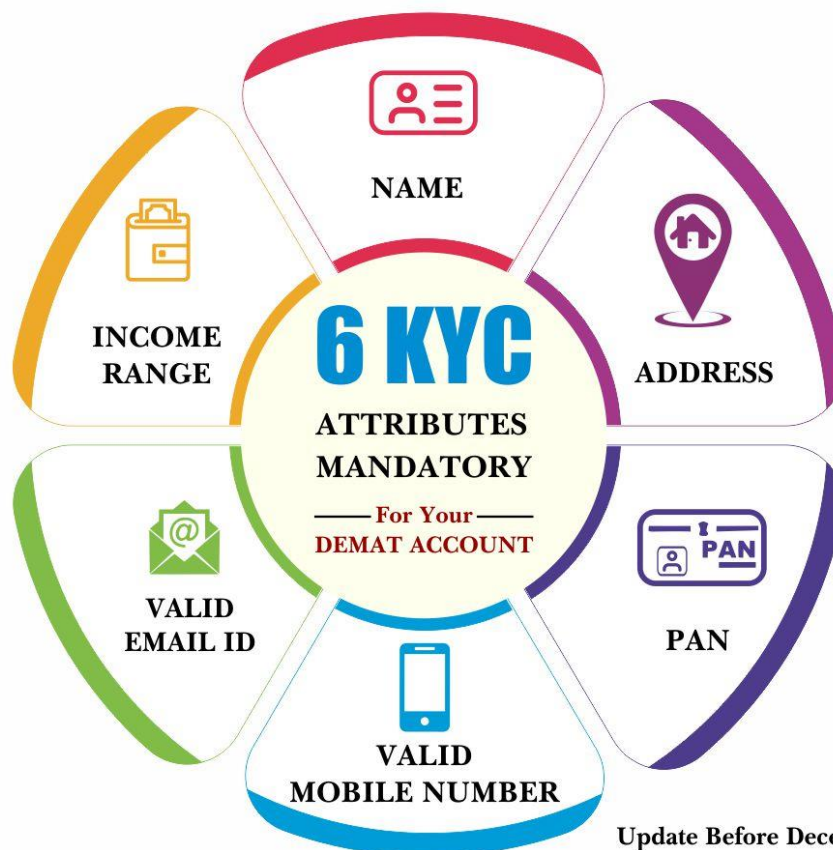 NAME
ADDRESS
PAN
PAN
VALID
MOBILE NUMBER
VALID
EMAIL ID
@
INCOME
RANGE
6 KYC
ATTRIBUTES
MANDATORY
For Your
DEMAT ACCOUNT
Update Before